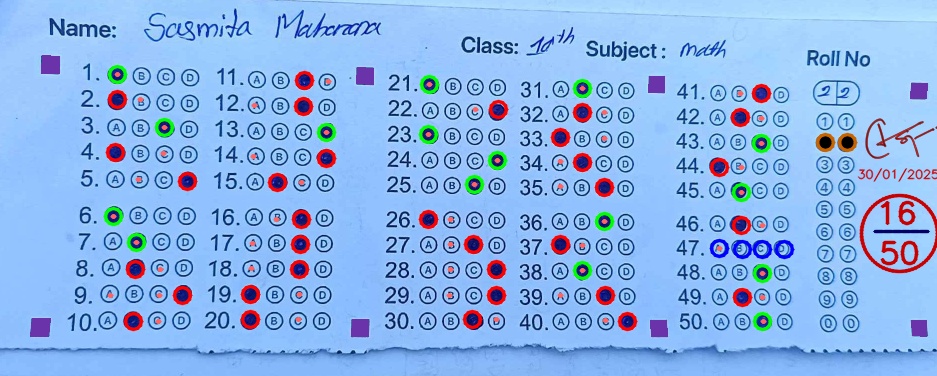 Name: Sasmita Maharana
Class: 10th Subject: math
Roll No
22
1. A B C D
2. A B C D
3. A B C D
4. A B C D
5. A B C D
6. A B C D
7. A B C D
8. A B C D
9. A B C D
10. A B C D
11. A B C D
12. A B C D
13. A B C D
14. A B C D
15. A B C D
16. A B C D
17. A B C D
18. A B C D
19. A B C D
20. A B C D
21. A B C D
22. A B C D
23. A B C D
24. A B C D
25. A B C D
26. A B C D
27. A B C D
28. A B C D
29. A B C D
30. A B C D
31. A B C D
32. A B C D
33. A B C D
34. A B C D
35. A B C D
36. A B C D
37. A B C D
38. A B C D
39. A B C D
40. A B C D
41. A B C D
42. A B C D
43. A B C D
44. A B C D
45. A B C D
46. A B C D
47. A B C D
48. A B C D
49. A B C D
50. A B C D
1 1
3 3
4 4
5 5
6 6
7 7
8 8
9 9
0 0
30/01/2025
16
50